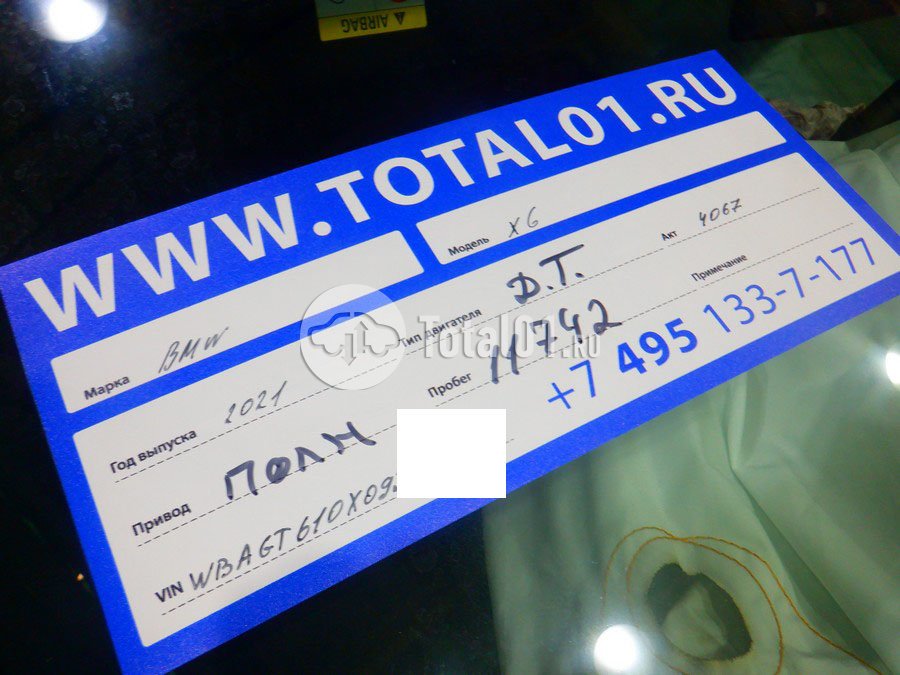 AIRBAG
WWW.TOTAL01.RU
Марка BMW Модель X6
Год выпуска 2021 Тип двигателя Д.Т. Акт 4067
Привод ПОЛН Пробег 11742 Примечание
VIN WBAGT610X09
+7 495 133-7-177
Total01.RU